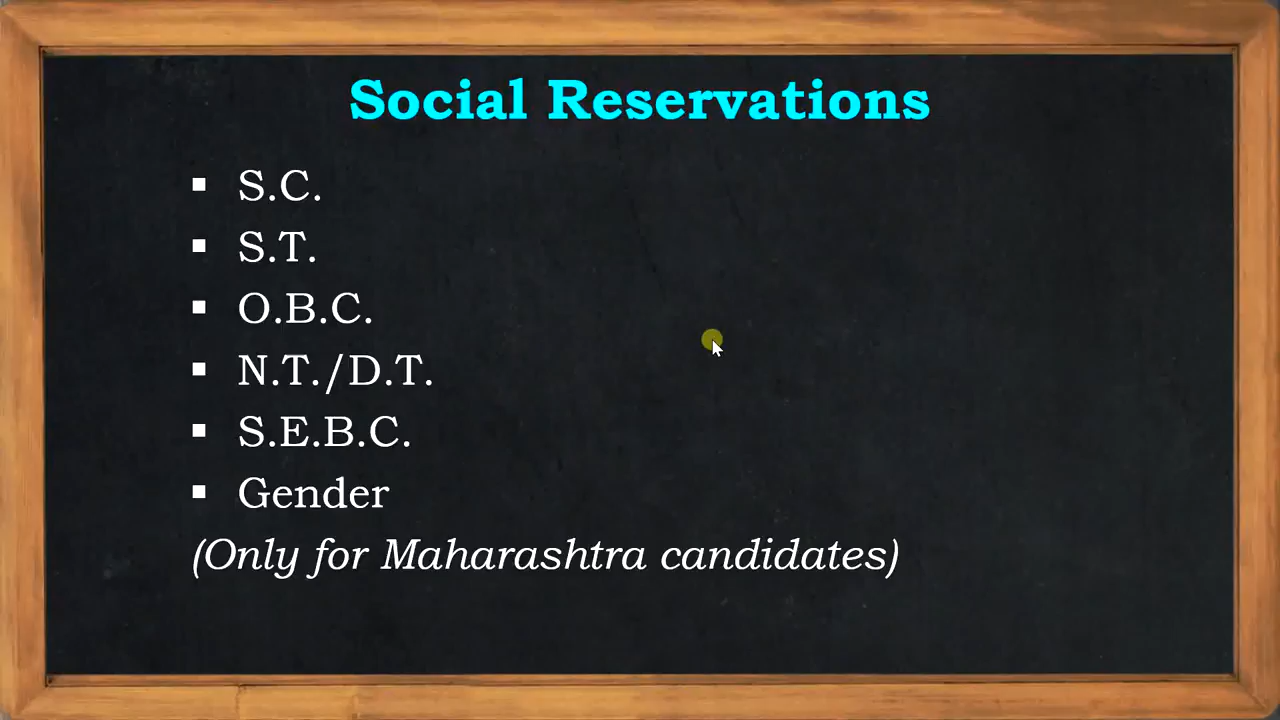 Social Reservations
▪ S.C.
▪ S.T.
▪ O.B.C.
▪ N.T./D.T.
▪ S.E.B.C.
▪ Gender
(Only for Maharashtra candidates)